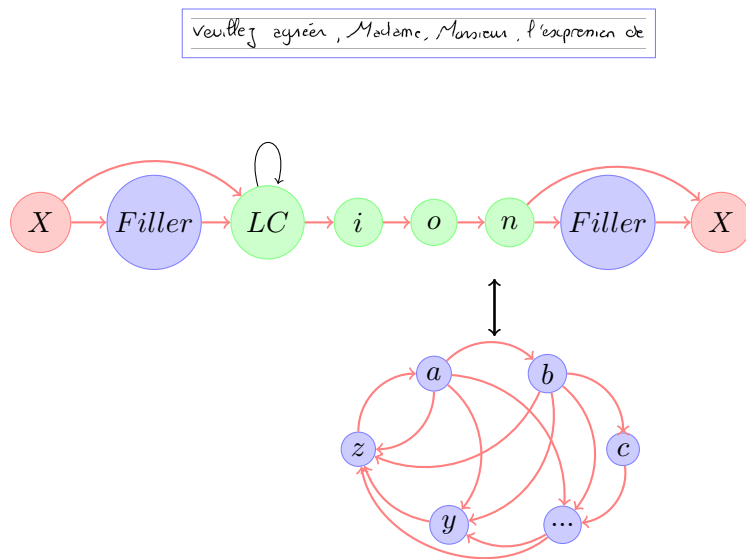 veuillez agréer, Madame, Monsieur, l'expression de
X Filler LC i o n Filler X
a b
z c
y ...